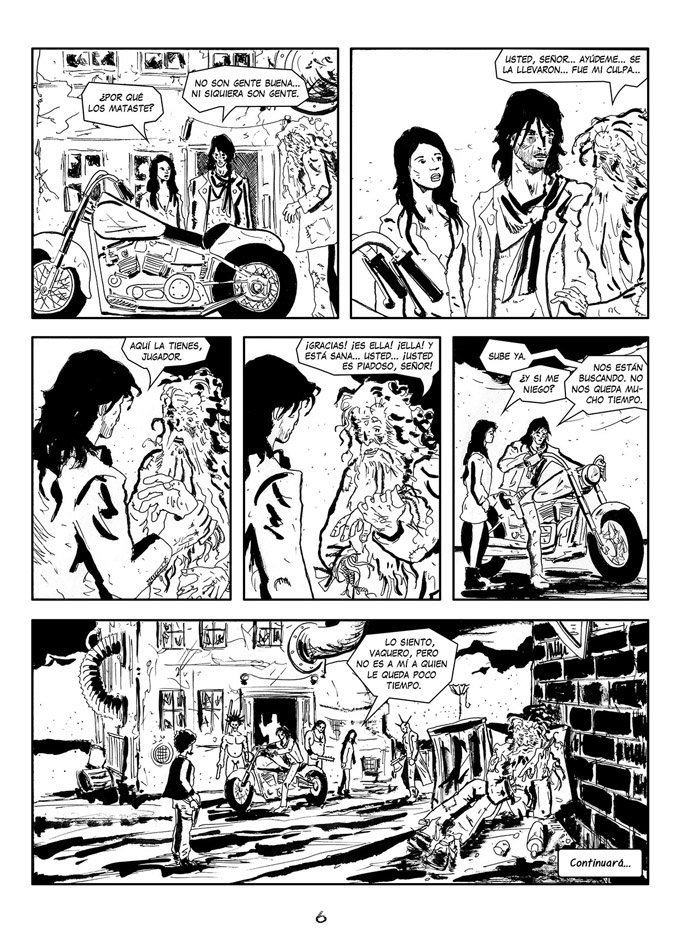 ¿POR QUÉ
LOS MATASTE?
NO SON GENTE BUENA...
NI SIQUIERA SON GENTE.
USTED, SEÑOR... AYÚDEME... SE
LA LLEVARON... FUE MI CULPA...
AQUÍ LA TIENES,
JUGADOR.
¡GRACIAS! ¡ES ELLA! ¡ELLA! Y
ESTÁ SANA... USTED... ¡USTED
ES PIADOSO, SEÑOR!
SUBE YA.
¿Y SI ME
NIEGO?
NOS ESTÁN
BUSCANDO. NO
NOS QUEDA MU-
CHO TIEMPO.
LO SIENTO,
VAQUERO, PERO
NO ES A MÍ A QUIEN
LE QUEDA POCO
TIEMPO.
Continuará...
6